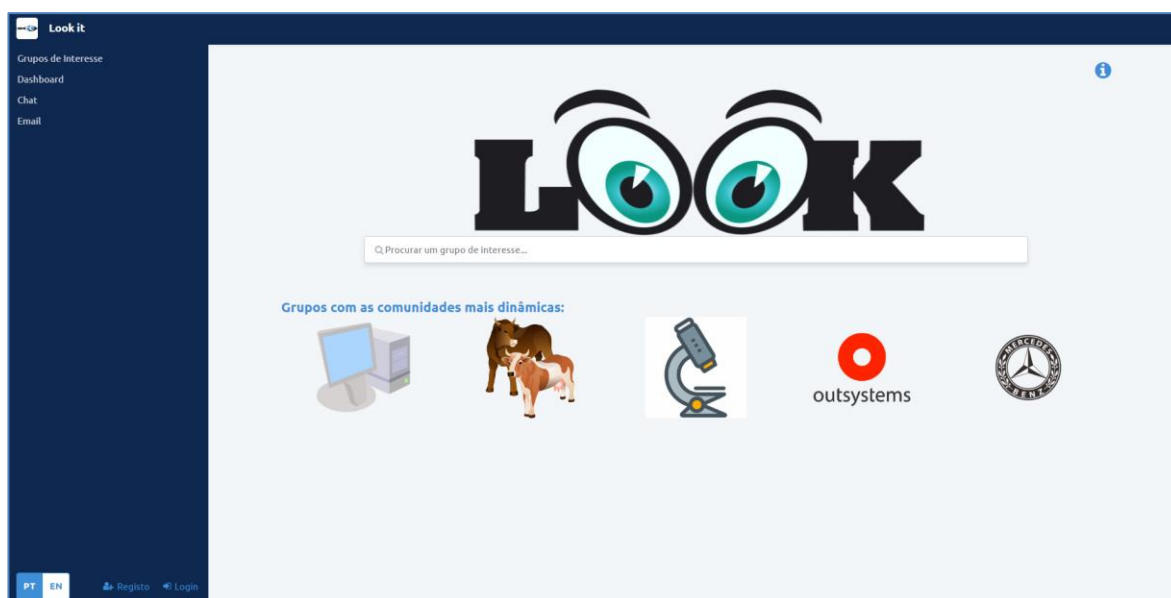 Look it
Grupos de Interesse
Dashboard
Chat
Email
LOOK
Procurar um grupo de interesse...
Grupos com as comunidades mais dinâmicas:
outsystems
MERCEDES
BENZ
PT EN Registo Login